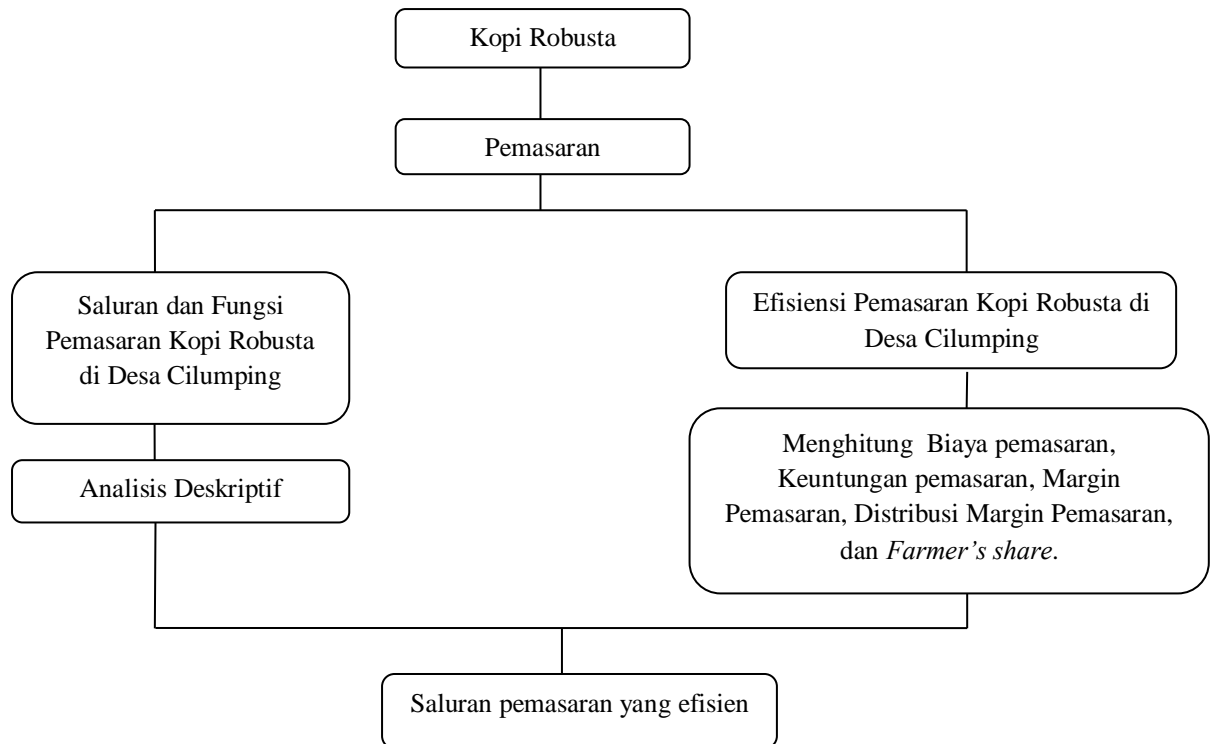 Kopi Robusta
Pemasaran
Saluran dan Fungsi
Pemasaran Kopi Robusta
di Desa Cilumping
Analisis Deskriptif
Efisiensi Pemasaran Kopi Robusta di
Desa Cilumping
Menghitung Biaya pemasaran,
Keuntungan pemasaran, Margin
Pemasaran, Distribusi Margin Pemasaran,
dan Farmer’s share.
Saluran pemasaran yang efisien